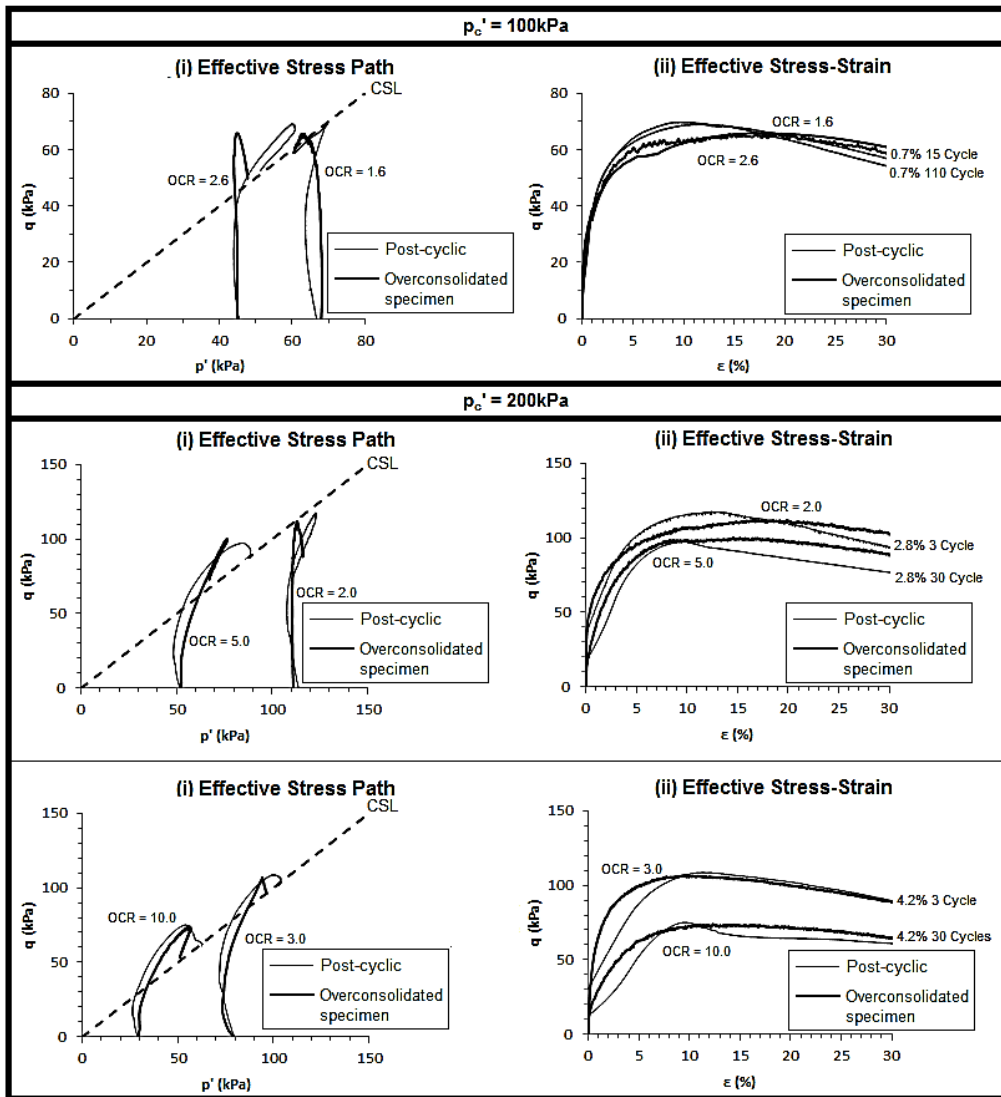 pc' = 100kPa
(i) Effective Stress Path
CSL
80
60
40
20
0
q (kPa)
0 20 40 60 80
p' (kPa)
OCR = 2.6
OCR = 1.6
Post-cyclic
Overconsolidated
specimen
(ii) Effective Stress-Strain
80
60
40
20
0
q (kPa)
0 5 10 15 20 25 30
ε (%)
OCR = 1.6
OCR = 2.6
0.7% 15 Cycle
0.7% 110 Cycle
Post-cyclic
Overconsolidated
specimen
pc' = 200kPa
(i) Effective Stress Path
CSL
150
100
50
0
q (kPa)
0 50 100 150
p' (kPa)
OCR = 5.0
OCR = 2.0
Post-cyclic
Overconsolidated
specimen
(ii) Effective Stress-Strain
150
100
50
0
q (kPa)
0 5 10 15 20 25 30
ε (%)
OCR = 2.0
OCR = 5.0
2.8% 3 Cycle
2.8% 30 Cycle
Post-cyclic
Overconsolidated
specimen
(i) Effective Stress Path
CSL
150
100
50
0
q (kPa)
0 50 100 150
p' (kPa)
OCR = 10.0
OCR = 3.0
Post-cyclic
Overconsolidated
specimen
(ii) Effective Stress-Strain
150
100
50
0
q (kPa)
0 5 10 15 20 25 30
ε (%)
OCR = 3.0
OCR = 10.0
4.2% 3 Cycle
4.2% 30 Cycles
Post-cyclic
Overconsolidated
specimen